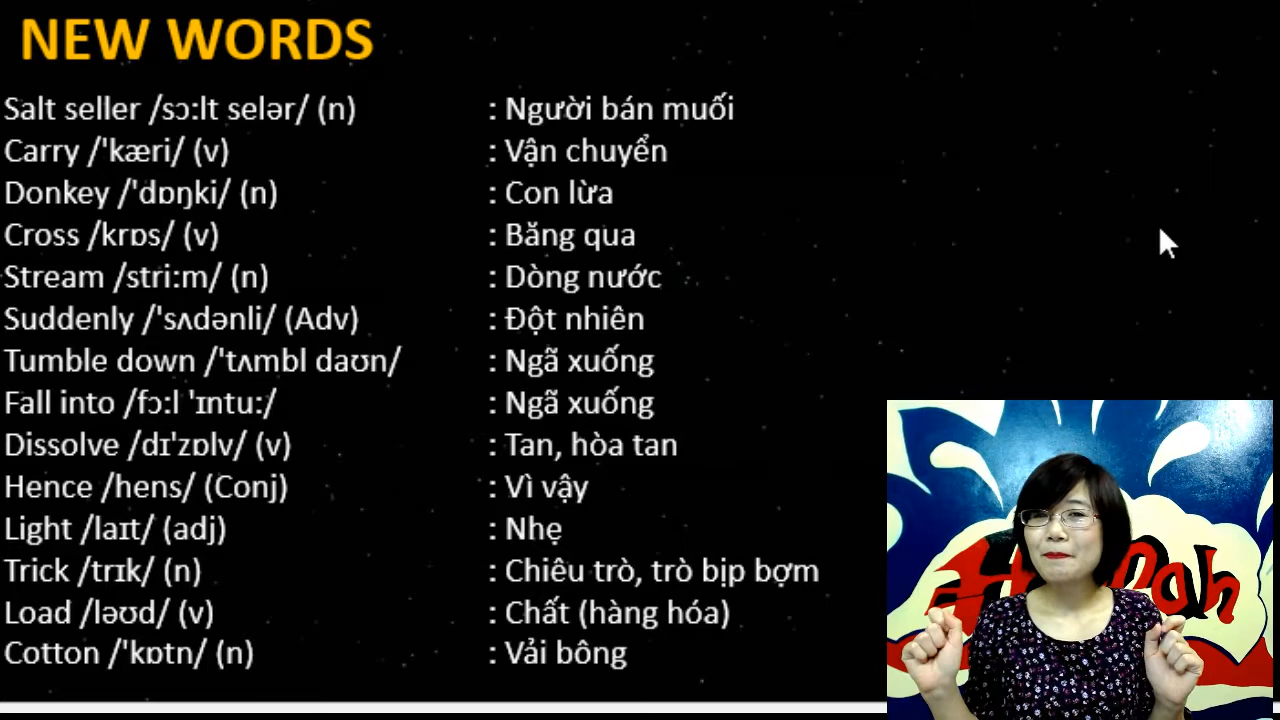 NEW WORDS
Salt seller /sɔ:lt selər/ (n) : Người bán muối
Carry /'kæri/ (v) : Vận chuyển
Donkey /'dɒŋki/ (n) : Con lừa
Cross /krɒs/ (v) : Băng qua
Stream /stri:m/ (n) : Dòng nước
Suddenly /'sʌdənli/ (Adv) : Đột nhiên
Tumble down /'tʌmbl daʊn/ : Ngã xuống
Fall into /fɔ:l 'ɪntu:/ : Ngã xuống
Dissolve /dɪ'zɒlv/ (v) : Tan, hòa tan
Hence /hens/ (Conj) : Vì vậy
Light /laɪt/ (adj) : Nhẹ
Trick /trɪk/ (n) : Chiêu trò, trò bịp bợm
Load /ləʊd/ (v) : Chất (hàng hóa)
Cotton /'kɒtn/ (n) : Vải bông